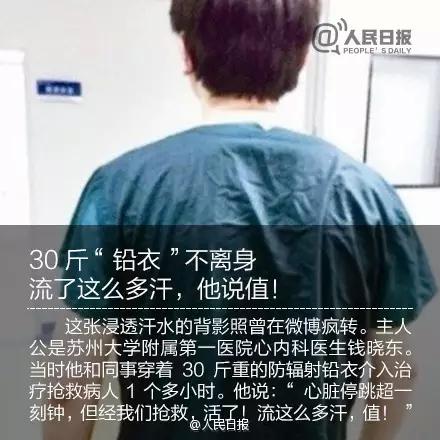 @人民日报
PEOPLE'S DAILY
30斤“铅衣”不离身
流了这么多汗，他说值！
这张浸透汗水的背影照曾在微博疯转。主人
公是苏州大学附属第一医院心内科医生钱晓东。
当时他和同事穿着 30 斤重的防辐射铅衣介入治
疗抢救病人 1 个多小时。他说：“心脏停跳超一
刻钟，但经我们抢救，活了！流这么多汗，值！”
@人民日报